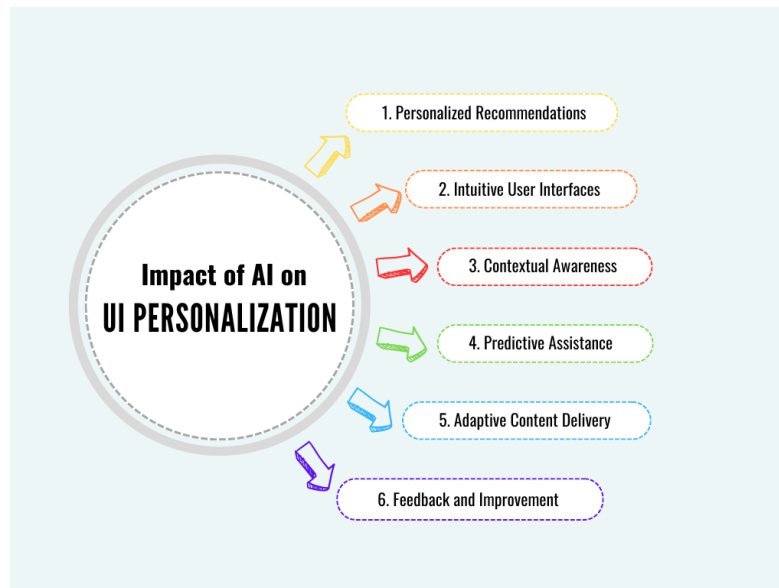 Impact of AI on
UI PERSONALIZATION
1. Personalized Recommendations
2. Intuitive User Interfaces
3. Contextual Awareness
4. Predictive Assistance
5. Adaptive Content Delivery
6. Feedback and Improvement